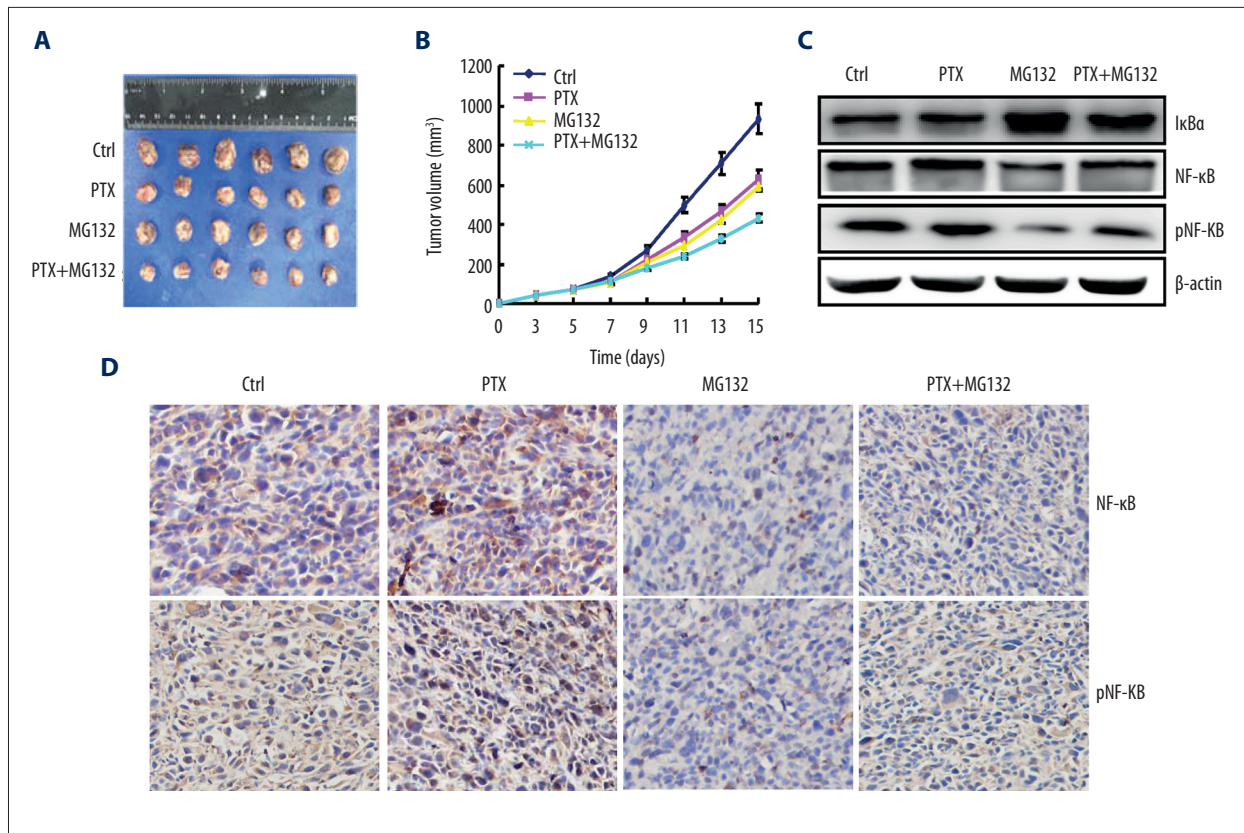 A
Ctrl
PTX
MG132
PTX+MG132
B
1200
1000
800
600
400
200
0
Tumor volume (mm³)
Ctrl
PTX
MG132
PTX+MG132
0 3 5 7 9 11 13 15
Time (days)
C
Ctrl PTX MG132 PTX+MG132
IκBα
NF-κB
pNF-KB
β-actin
D
Ctrl PTX MG132 PTX+MG132
NF-κB
pNF-KB